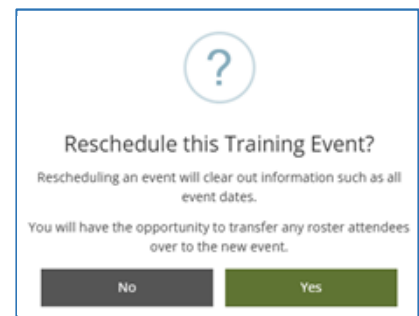 ?
Reschedule this Training Event?
Rescheduling an event will clear out information such as all
event dates.
You will have the opportunity to transfer any roster attendees
over to the new event.
No
Yes